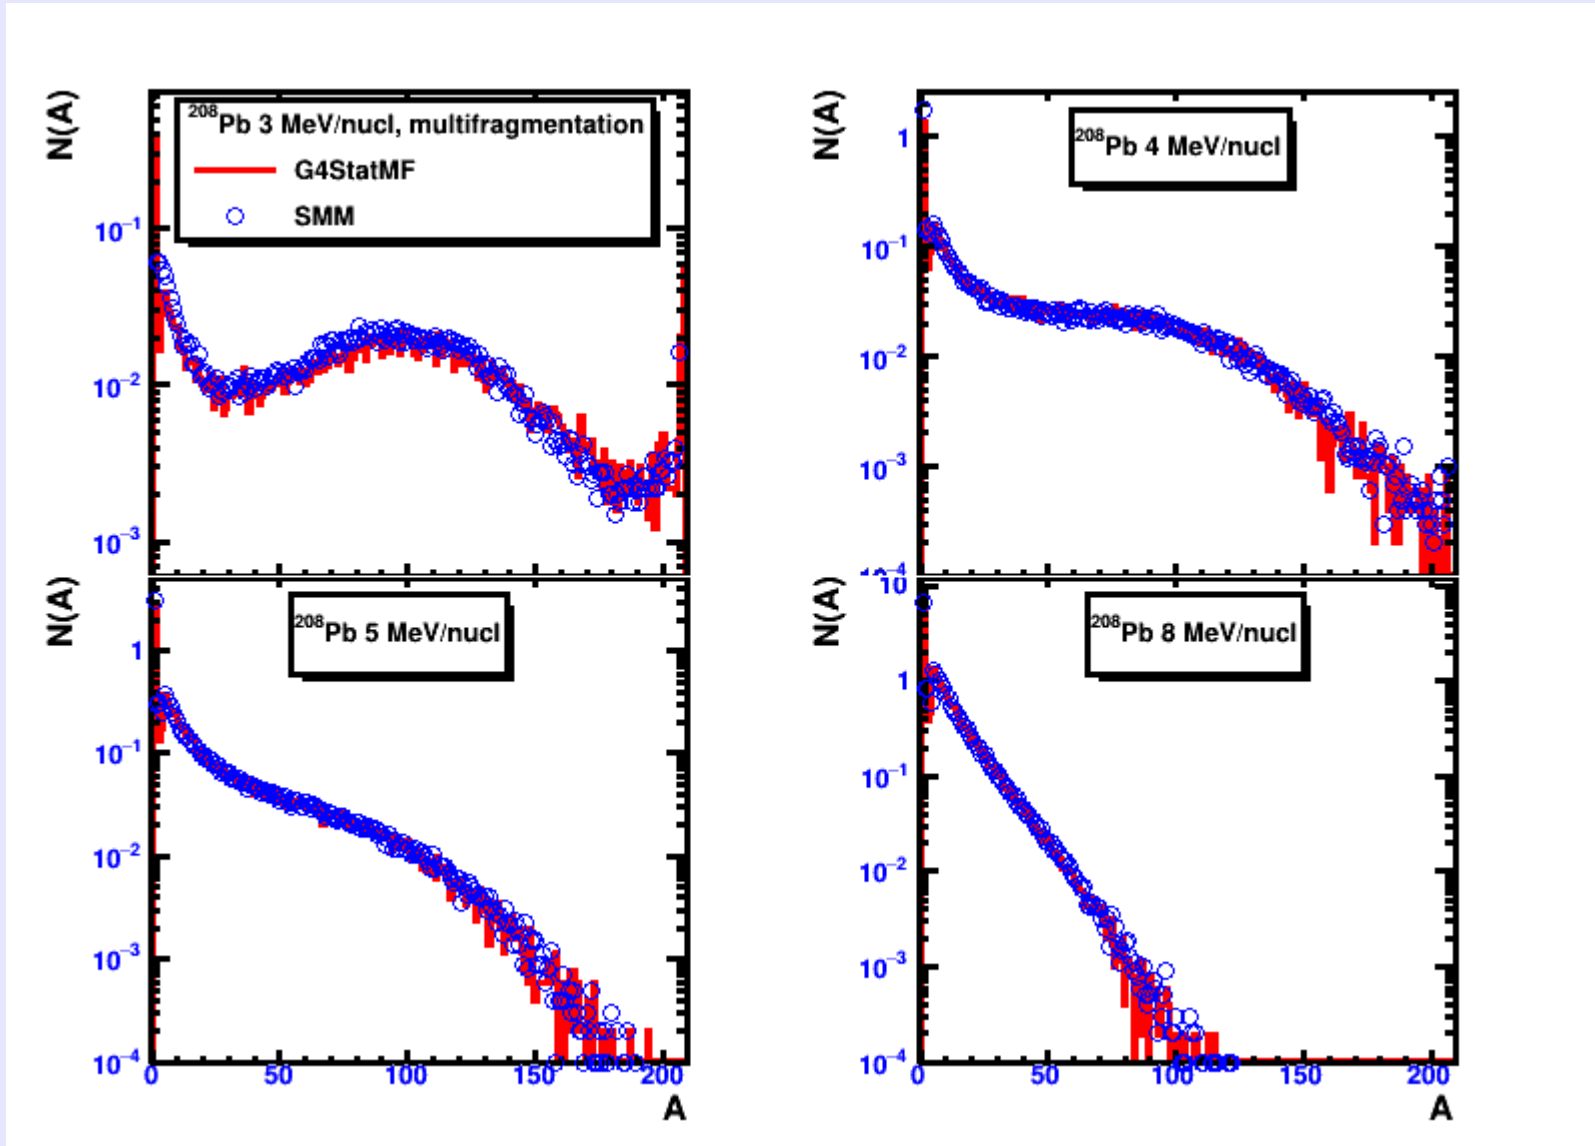 N(A)
²⁰⁸Pb 3 MeV/nucl, multifragmentation
G4StatMF
SMM
10⁻¹
10⁻²
10⁻³
N(A)
²⁰⁸Pb 4 MeV/nucl
1
10⁻¹
10⁻²
10⁻³
N(A)
²⁰⁸Pb 5 MeV/nucl
1
10⁻¹
10⁻²
10⁻³
10⁻⁴
0 50 100 150 200
A
N(A)
²⁰⁸Pb 8 MeV/nucl
10
1
10⁻¹
10⁻²
10⁻³
10⁻⁴
0 50 100 150 200
A